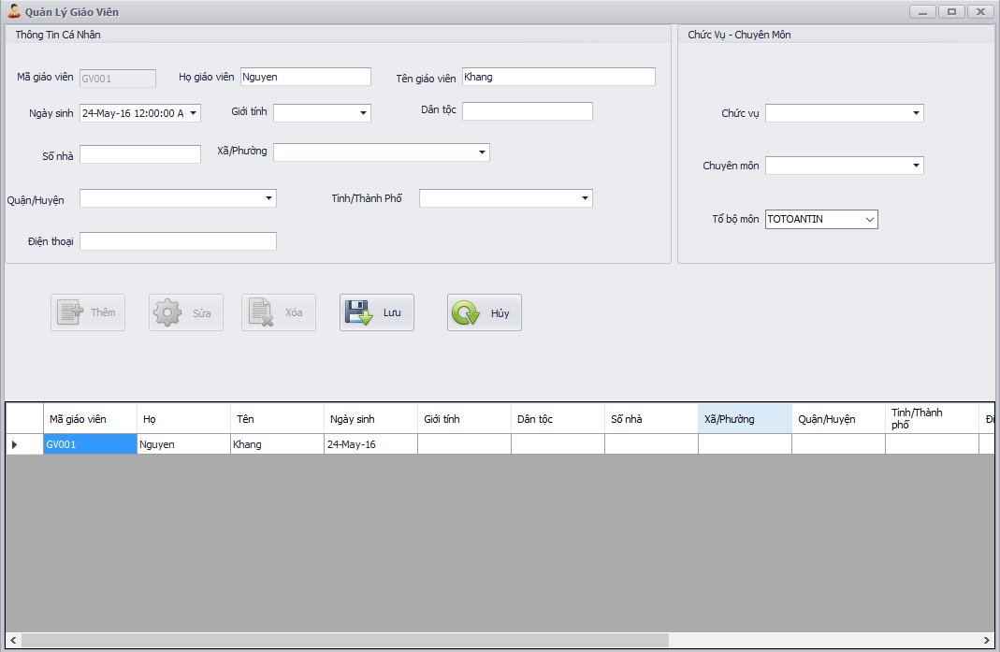 Quản Lý Giáo Viên
Thông Tin Cá Nhân
Chức Vụ - Chuyên Môn
Mã giáo viên GV001 Họ giáo viên Nguyen Tên giáo viên Khang
Ngày sinh 24-May-16 12:00:00 A Giới tính Dân tộc
Chức vụ
Số nhà Xã/Phường
Chuyên môn
Quận/Huyện Tỉnh/Thành Phố
Tổ bộ môn TOTOANTIN
Điện thoại
Thêm Sửa Xóa Lưu Hủy
Mã giáo viên Họ Tên Ngày sinh Giới tính Dân tộc Số nhà Xã/Phường Quận/Huyện Tỉnh/Thành Đi
phố
GV001 Nguyen Khang 24-May-16